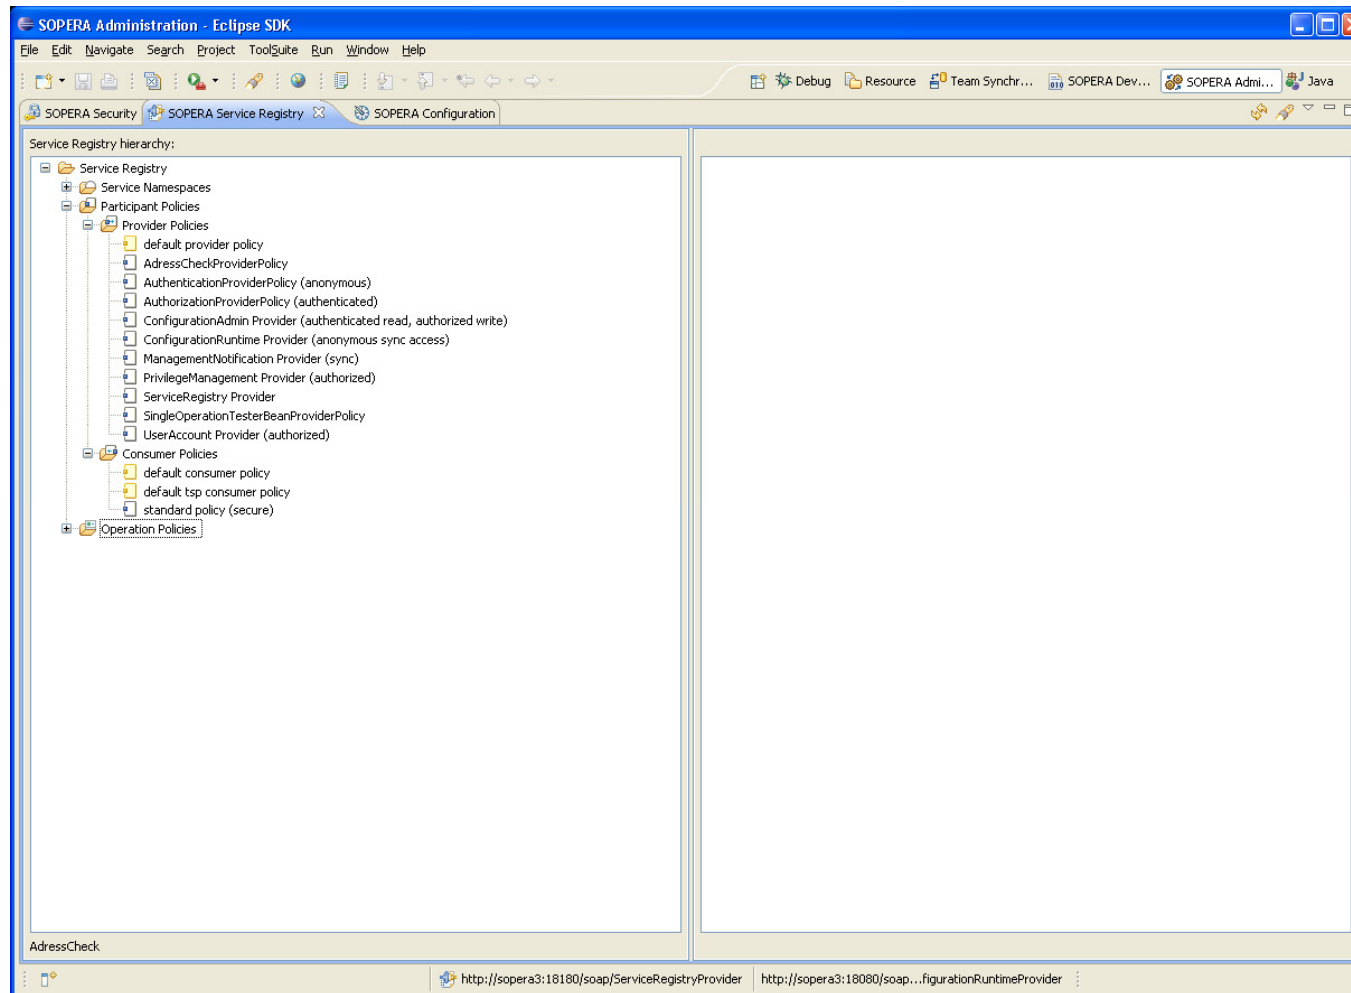 SOPERA Administration - Eclipse SDK
File Edit Navigate Search Project ToolSuite Run Window Help
Debug Resource Team Synchr... SOPERA Dev... SOPERA Admi... Java
SOPERA Security SOPERA Service Registry SOPERA Configuration
Service Registry hierarchy:
Service Registry
Service Namespaces
Participant Policies
Provider Policies
default provider policy
AdressCheckProviderPolicy
AuthenticationProviderPolicy (anonymous)
AuthorizationProviderPolicy (authenticated)
ConfigurationAdmin Provider (authenticated read, authorized write)
ConfigurationRuntime Provider (anonymous sync access)
ManagementNotification Provider (sync)
PrivilegeManagement Provider (authorized)
ServiceRegistry Provider
SingleOperationTesterBeanProviderPolicy
UserAccount Provider (authorized)
Consumer Policies
default consumer policy
default tsp consumer policy
standard policy (secure)
Operation Policies
AdressCheck
http://sopera3:18180/soap/ServiceRegistryProvider http://sopera3:18080/soap...figurationRuntimeProvider